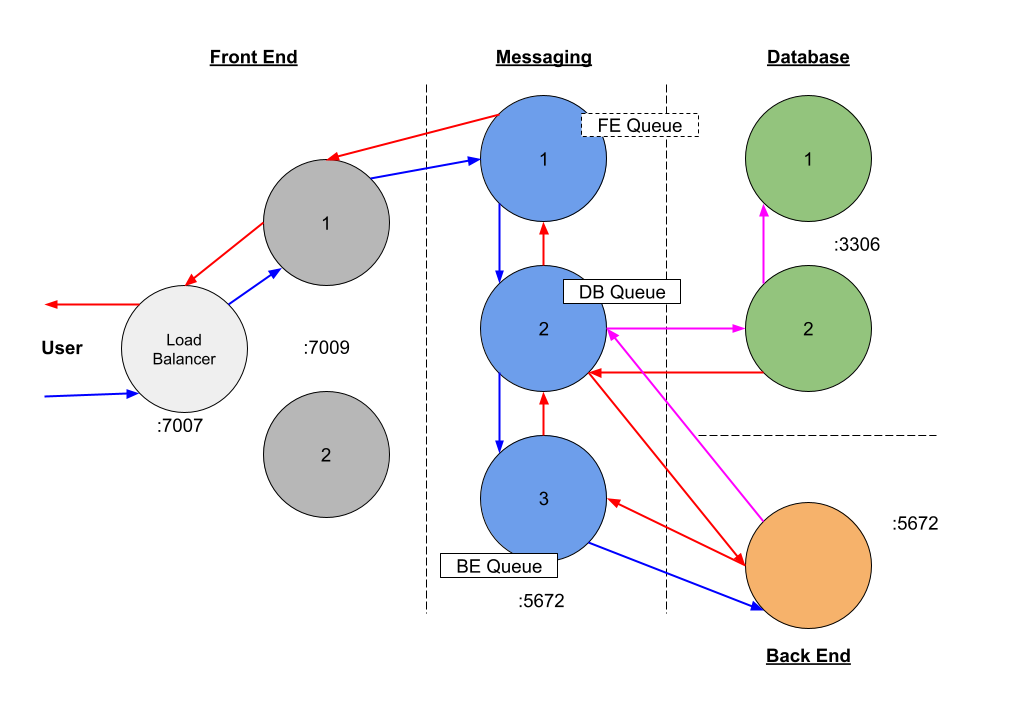 Front End
Messaging
Database
FE Queue
1
1
1
:3306
DB Queue
2
2
Load
Balancer
User
:7009
:7007
2
3
:5672
BE Queue
:5672
Back End